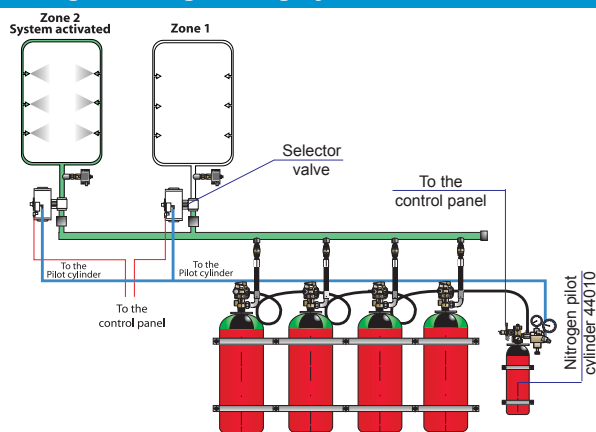 Zone 2
System activated
Zone 1
Selector
valve
To the
control panel
To the
Pilot cylinder
To the
Pilot cylinder
To the
control panel
Nitrogen pilot
cylinder 44010